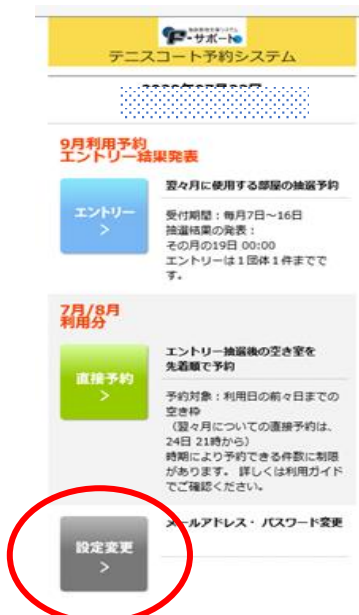 F-サポート
テニスコート予約システム
9月利用予約
エントリー結果発表
エントリー
>
翌々月に使用する部屋の抽選予約
受付期間：毎月7日～16日
抽選結果の発表：
その月の19日 00:00
エントリーは１団体１件までで
す。
7月/8月
利用分
直接予約
>
エントリー抽選後の空き室を
先着順で予約
予約対象：利用日の前々日までの
空き枠
（翌々月についての直接予約は、
24日 21時から）
時期により予約できる件数に制限
があります。 詳しくは利用ガイド
でご確認ください。
設定変更
>
メールアドレス・ パスワード変更